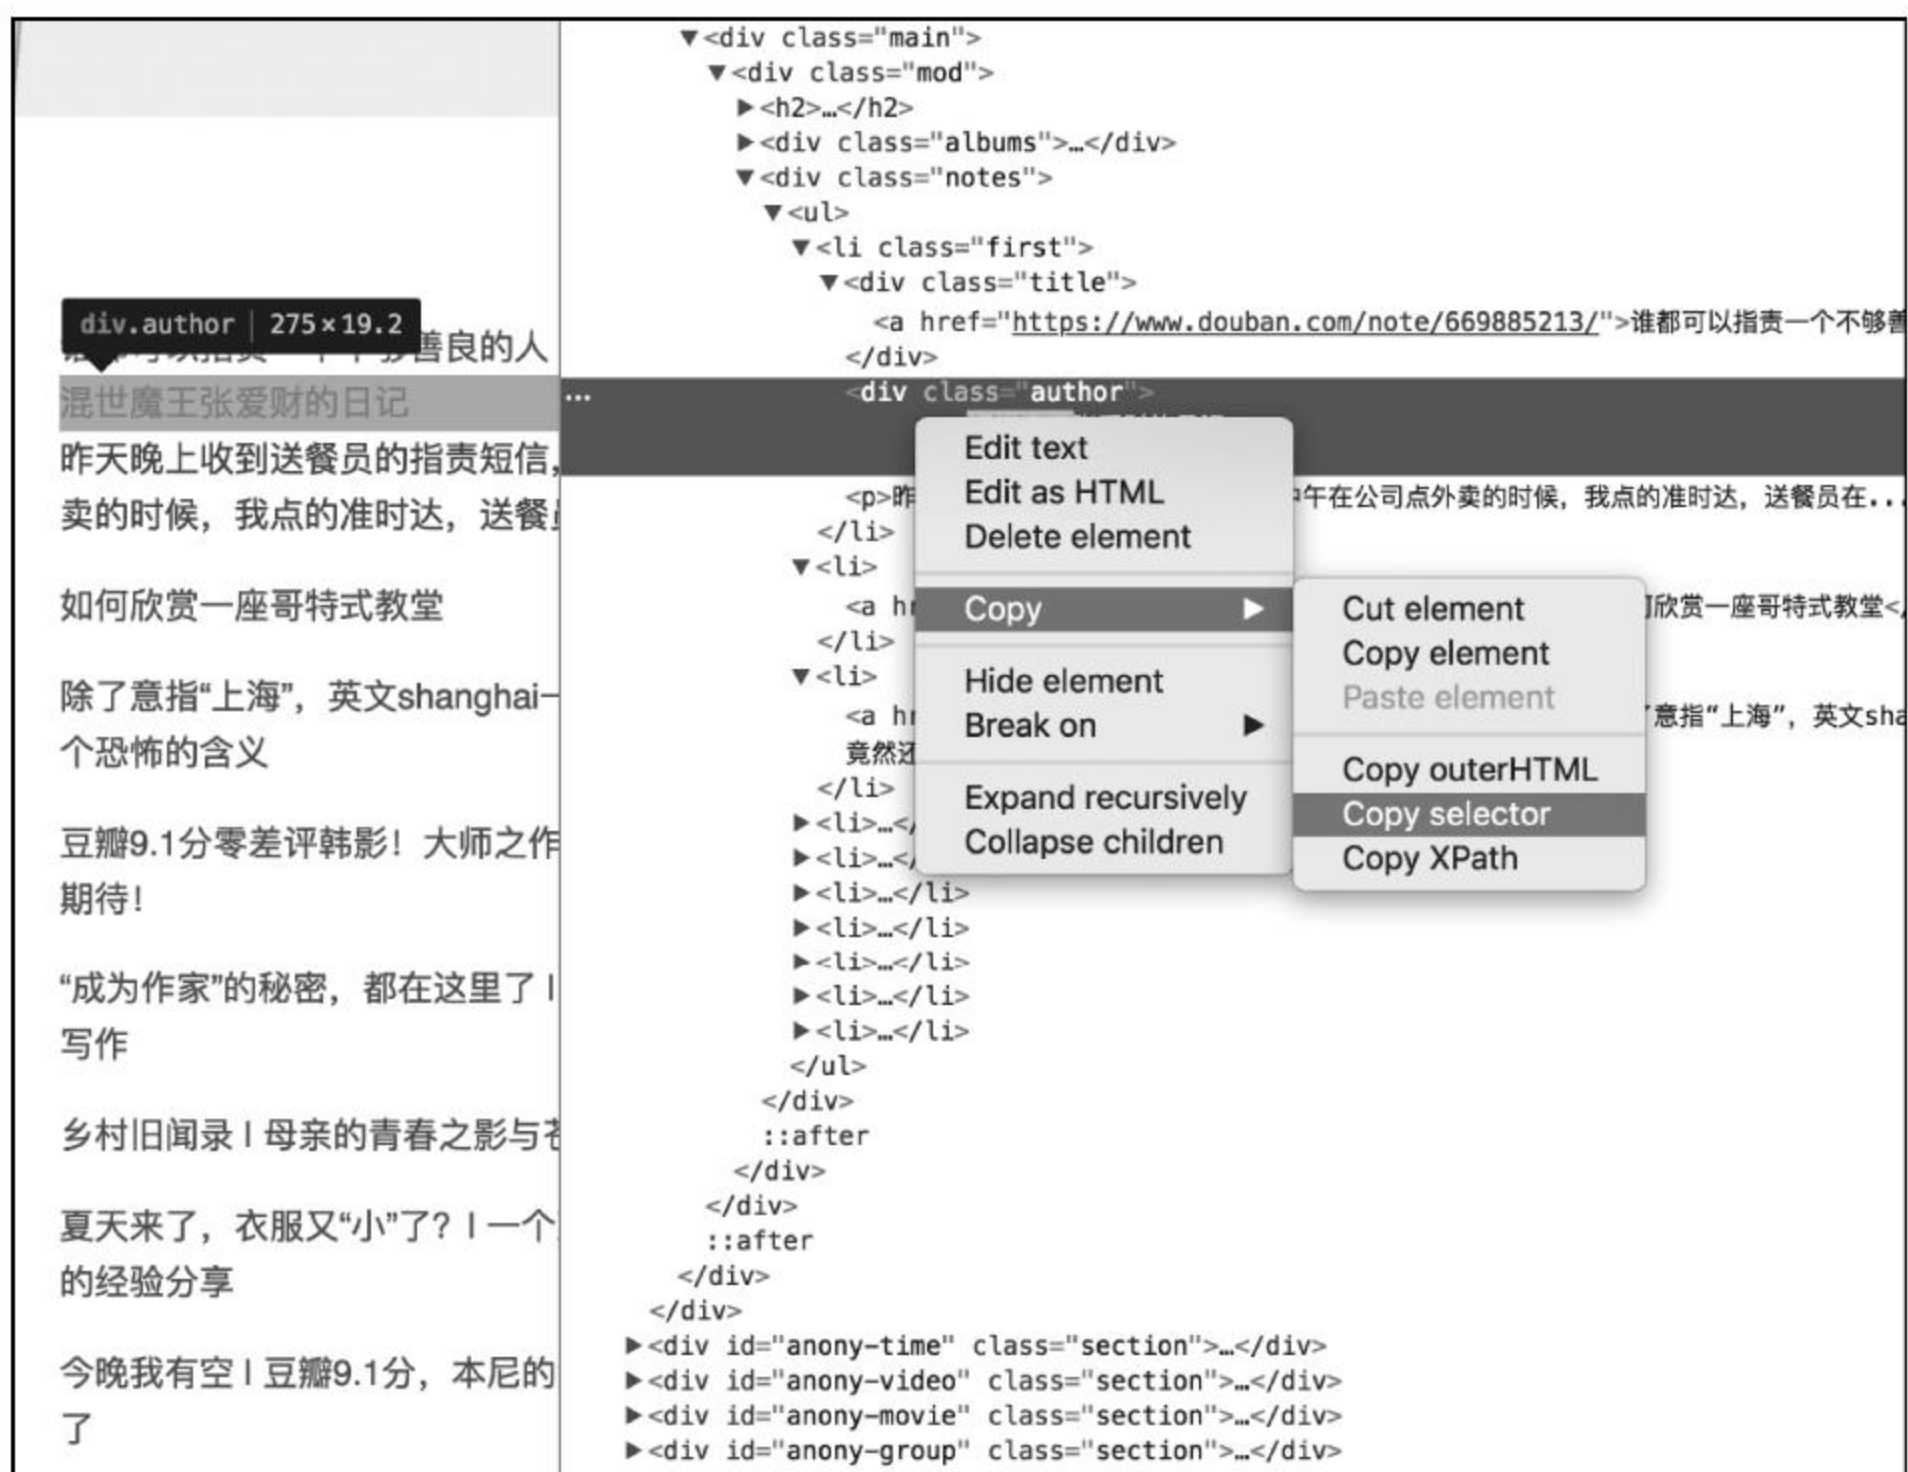 div.author | 275×19.2
善良的人
混世魔王张爱财的日记
昨天晚上收到送餐员的指责短信，
卖的时候，我点的准时达，送餐
如何欣赏一座哥特式教堂
除了意指“上海”，英文shanghai一
个恐怖的含义
豆瓣9.1分零差评韩影！大师之作
期待！
“成为作家”的秘密，都在这里了 |
写作
乡村旧闻录 | 母亲的青春之影与
夏天来了，衣服又“小”了？ | 一个
的经验分享
今晚我有空 | 豆瓣9.1分，本尼的
了
▼<div class="main">
▼<div class="mod">
▶<h2>…</h2>
▶<div class="albums">…</div>
▼<div class="notes">
▼<ul>
▼<li class="first">
▼<div class="title">
<a href="https://www.douban.com/note/669885213/">谁都可以指责一个不够善
</div>
…
<div class="author">
<p>昨
午在公司点外卖的时候，我点的准时达，送餐员在...
</li>
▼<li>
<a hr
欣赏一座哥特式教堂</
</li>
▼<li>
<a hr
意指“上海”，英文sha
竟然还
</li>
▶<li>…</
▶<li>…</
▶<li>…</li>
▶<li>…</li>
▶<li>…</li>
▶<li>…</li>
▶<li>…</li>
</ul>
</div>
::after
</div>
</div>
::after
</div>
</div>
▶<div id="anony-time" class="section">…</div>
▶<div id="anony-video" class="section">…</div>
▶<div id="anony-movie" class="section">…</div>
▶<div id="anony-group" class="section">…</div>
Edit text
Edit as HTML
Delete element
Copy ▶
Hide element
Break on ▶
Expand recursively
Collapse children
Cut element
Copy element
Paste element
Copy outerHTML
Copy selector
Copy XPath